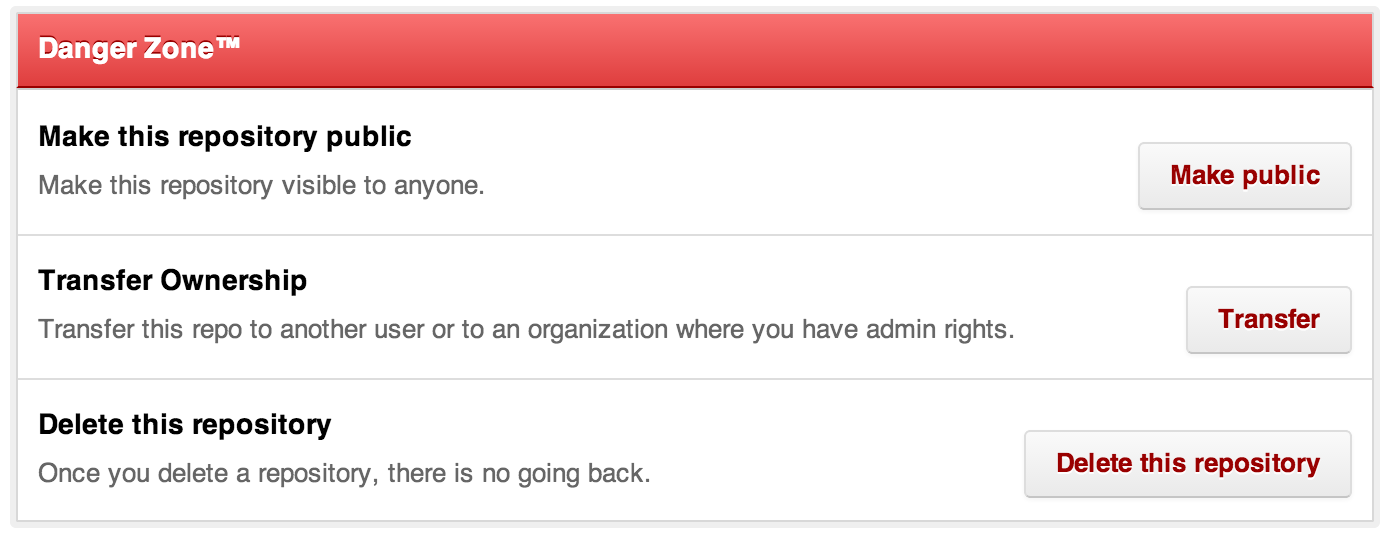 Danger Zone™
Make this repository public
Make this repository visible to anyone.
Make public
Transfer Ownership
Transfer this repo to another user or to an organization where you have admin rights.
Transfer
Delete this repository
Once you delete a repository, there is no going back.
Delete this repository